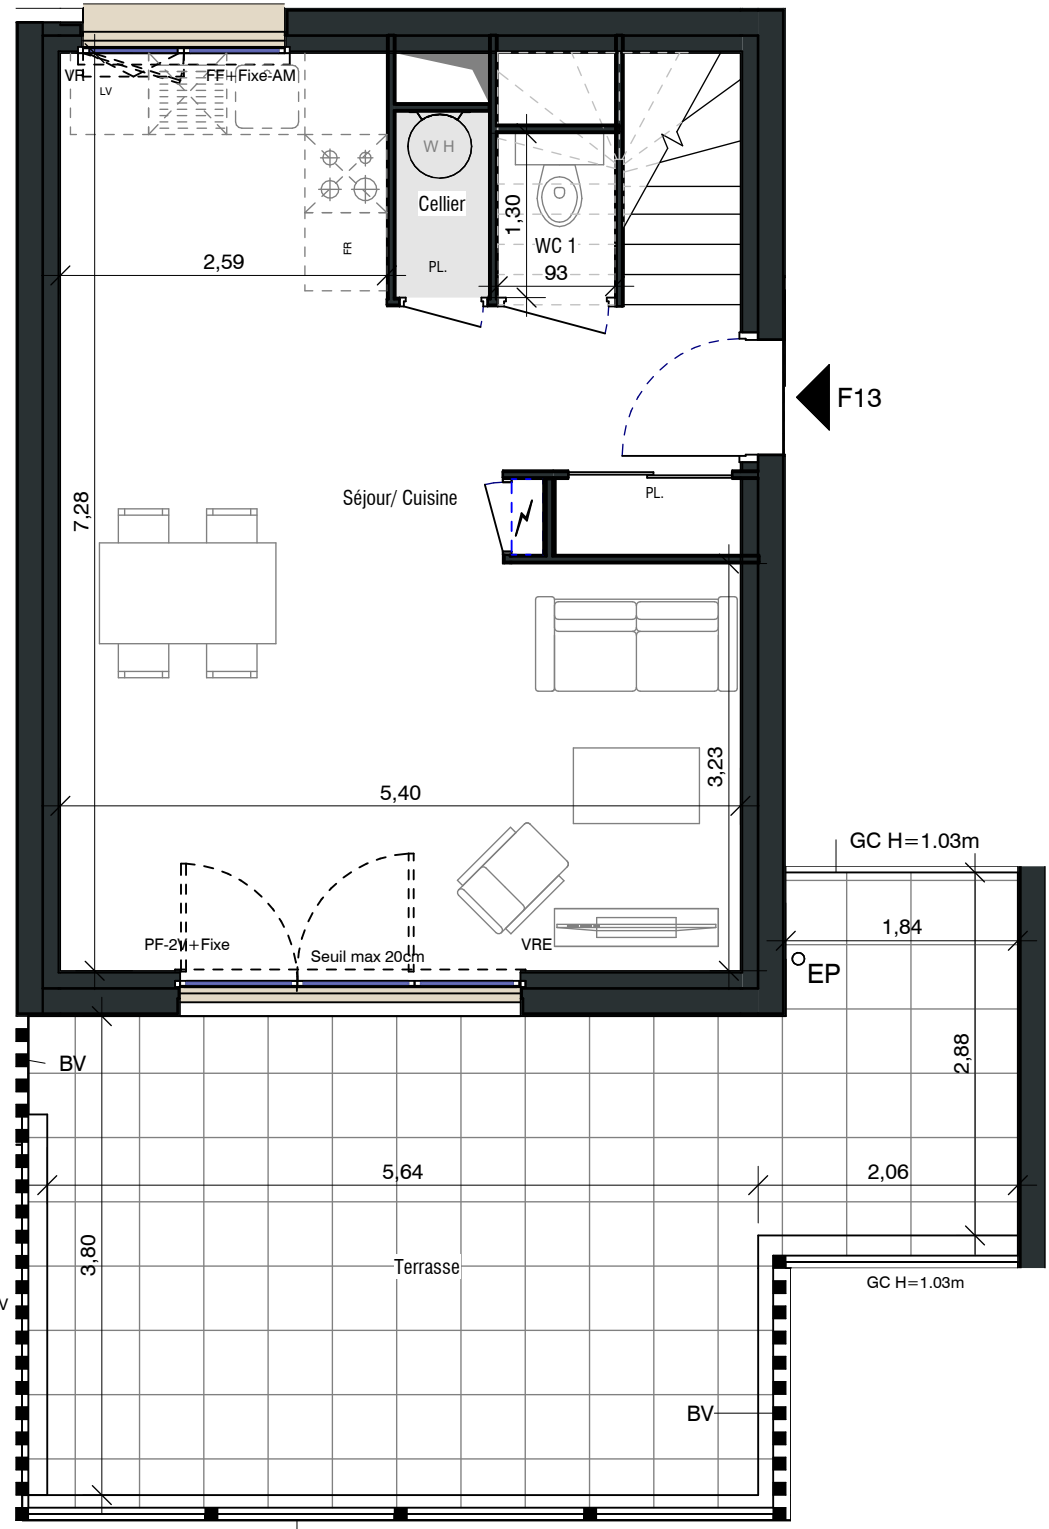 VR
FF+Fixe-AM
LV
W H
Cellier
1,30
WC 1
93
2,59
FR
PL.
F13
7,28
Séjour/ Cuisine
PL.
3,23
5,40
GC H=1.03m
1,84
PF-2V+Fixe
Seuil max 20cm
VRE
EP
BV
2,88
5,64
2,06
3,80
Terrasse
GC H=1.03m
V
BV